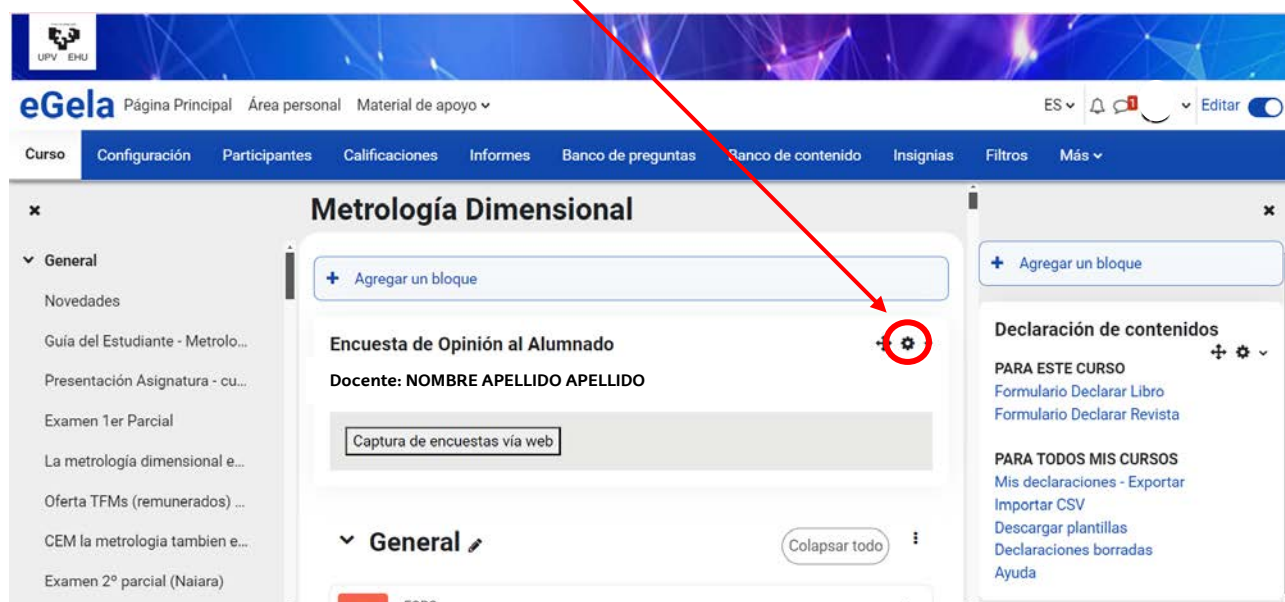 UPV EHU
eGela Página Principal Área personal Material de apoyo ES 1 Editar
Curso Configuración Participantes Calificaciones Informes Banco de preguntas Banco de contenido Insignias Filtros Más
General
Novedades
Guía del Estudiante - Metrolo...
Presentación Asignatura - cu...
Examen 1er Parcial
La metrología dimensional e...
Oferta TFMs (remunerados) ...
CEM la metrologia tambien e...
Examen 2º parcial (Naiara)
Metrología Dimensional
+ Agregar un bloque
Encuesta de Opinión al Alumnado
Docente: NOMBRE APELLIDO APELLIDO
Captura de encuestas vía web
General
Colapsar todo
+ Agregar un bloque
Declaración de contenidos
PARA ESTE CURSO
Formulario Declarar Libro
Formulario Declarar Revista
PARA TODOS MIS CURSOS
Mis declaraciones - Exportar
Importar CSV
Descargar plantillas
Declaraciones borradas
Ayuda